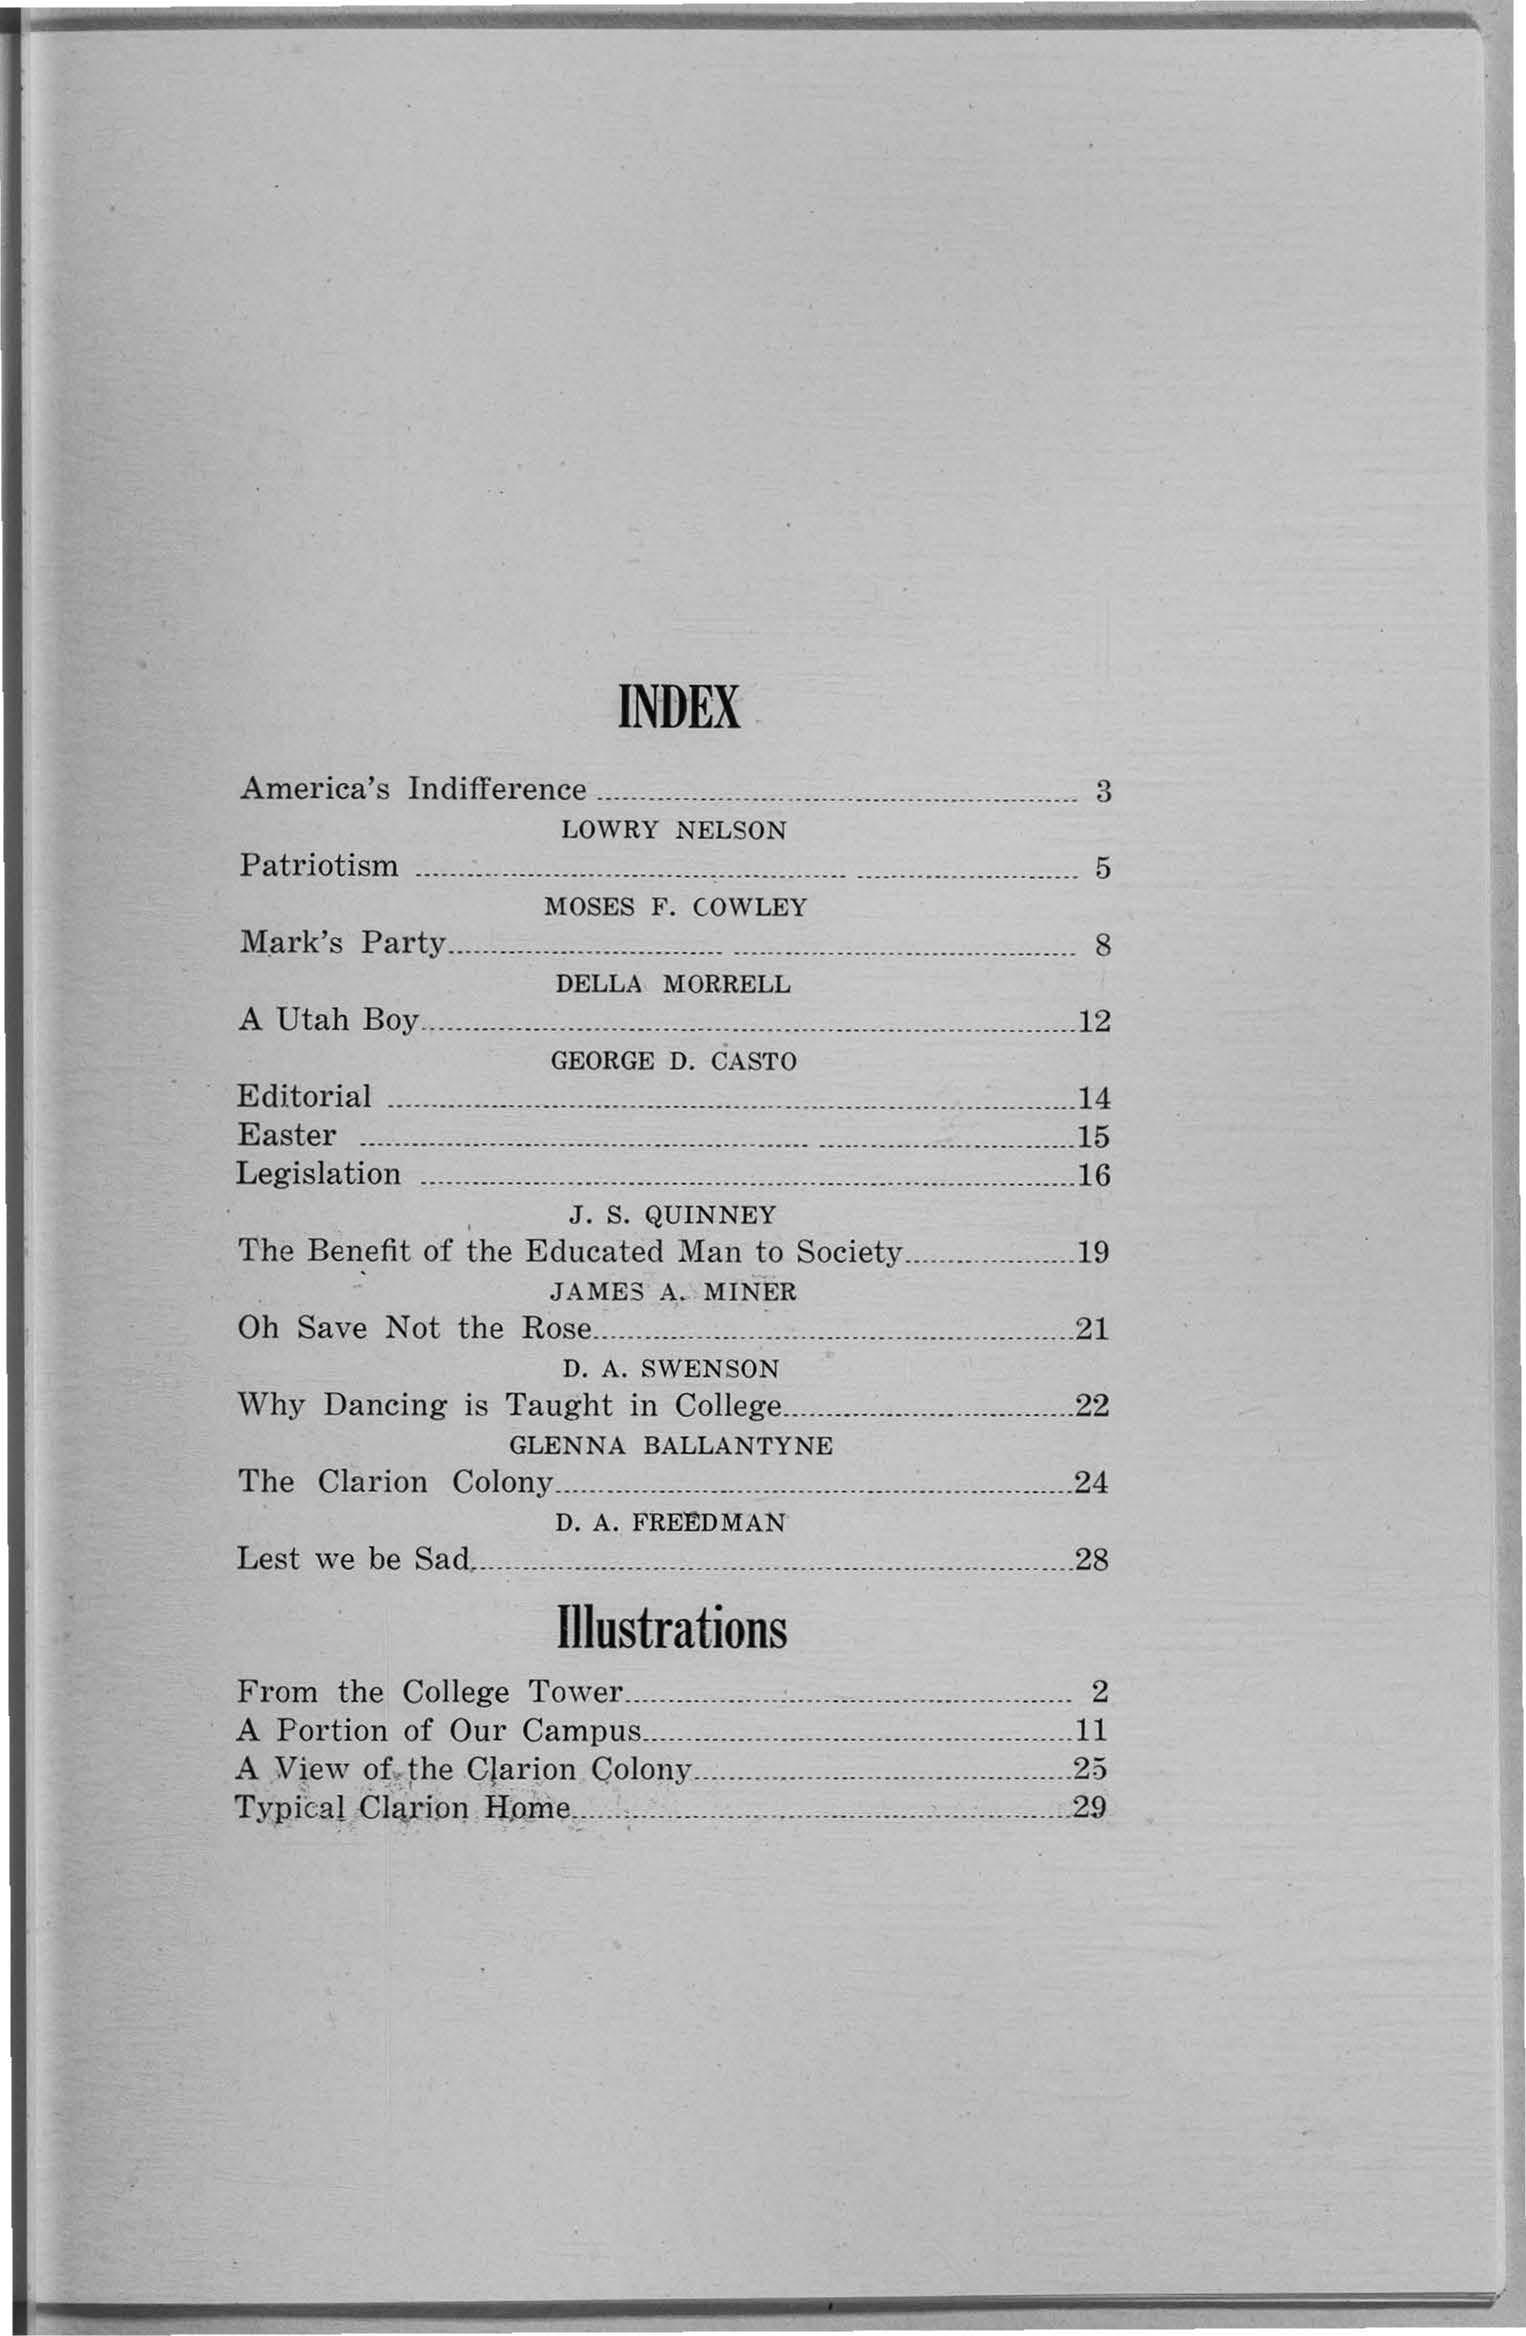 INDEX
America's Indifference 3
LOWRY NELSON
Patriotism 5
MOSES F. COWLEY
Mark's Party 8
DELLA MORRELL
A Utah Boy 12
GEORGE D. CASTO
Editorial 14
Easter 15
Legislation 16
J. S. QUINNEY
The Benefit of the Educated Man to Society 19
JAMES A. MINER
Oh Save Not the Rose 21
D. A. SWENSON
Why Dancing is Taught in College 22
GLENNA BALLANTYNE
The Clarion Colony 24
D. A. FREEDMAN
Lest we be Sad 28
Illustrations
From the College Tower 2
A Portion of Our Campus 11
A View of the Clarion Colony 25
Typical Clarion Home 29